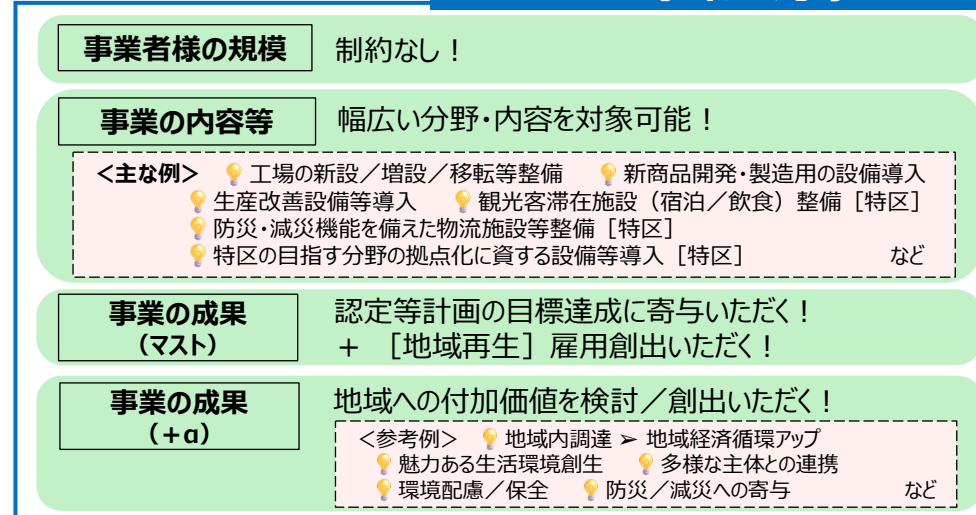 事業者様の規模 制約なし！
事業の内容等 幅広い分野・内容を対象可能！
＜主な例＞ 工場の新設／増設／移転等整備 新商品開発・製造用の設備導入
生産改善設備等導入 観光客滞在施設（宿泊／飲食）整備［特区］
防災・減災機能を備えた物流施設等整備［特区］
特区の目指す分野の拠点化に資する設備等導入［特区］ など
事業の成果
（マスト）
認定等計画の目標達成に寄与いただく！
＋ ［地域再生］雇用創出いただく！
事業の成果
（+α）
地域への付加価値を検討／創出いただく！
＜参考例＞ 地域内調達 ➢ 地域経済循環アップ
魅力ある生活環境創生 多様な主体との連携
環境配慮／保全 防災／減災への寄与 など